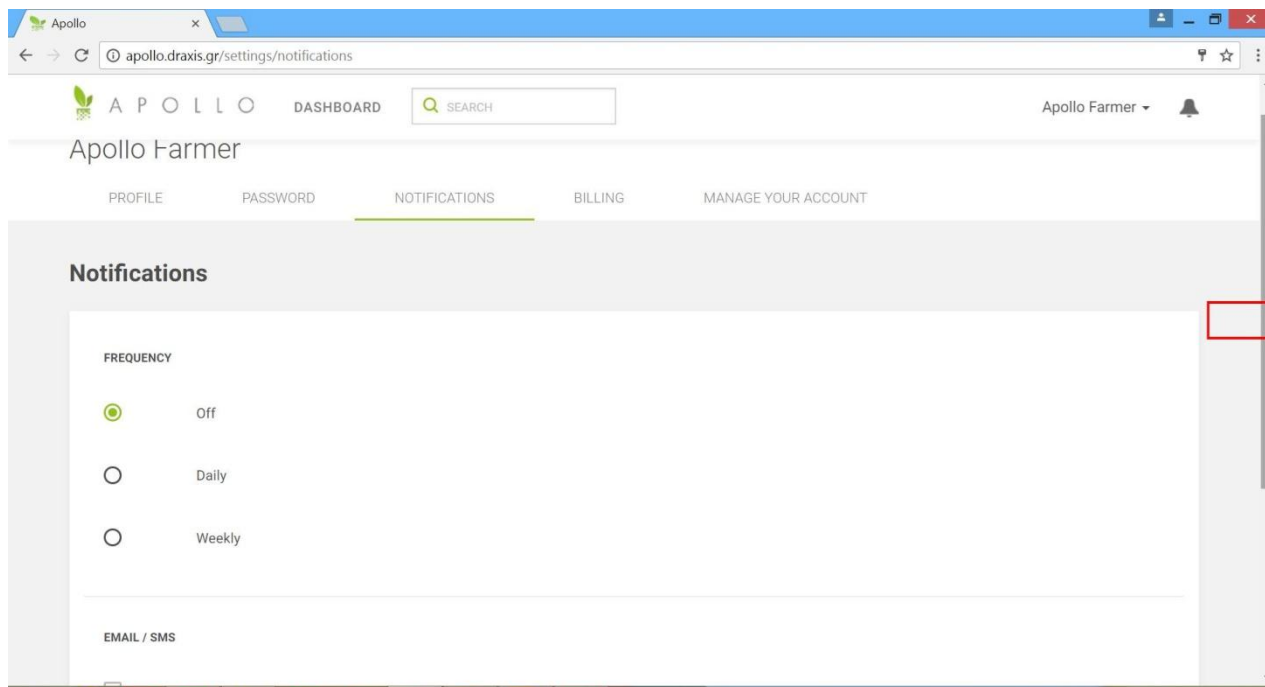 Apollo
apollo.draxis.gr/settings/notifications
APOLLO DASHBOARD SEARCH Apollo Farmer
Apollo Farmer
PROFILE PASSWORD NOTIFICATIONS BILLING MANAGE YOUR ACCOUNT
Notifications
FREQUENCY
Off
Daily
Weekly
EMAIL / SMS